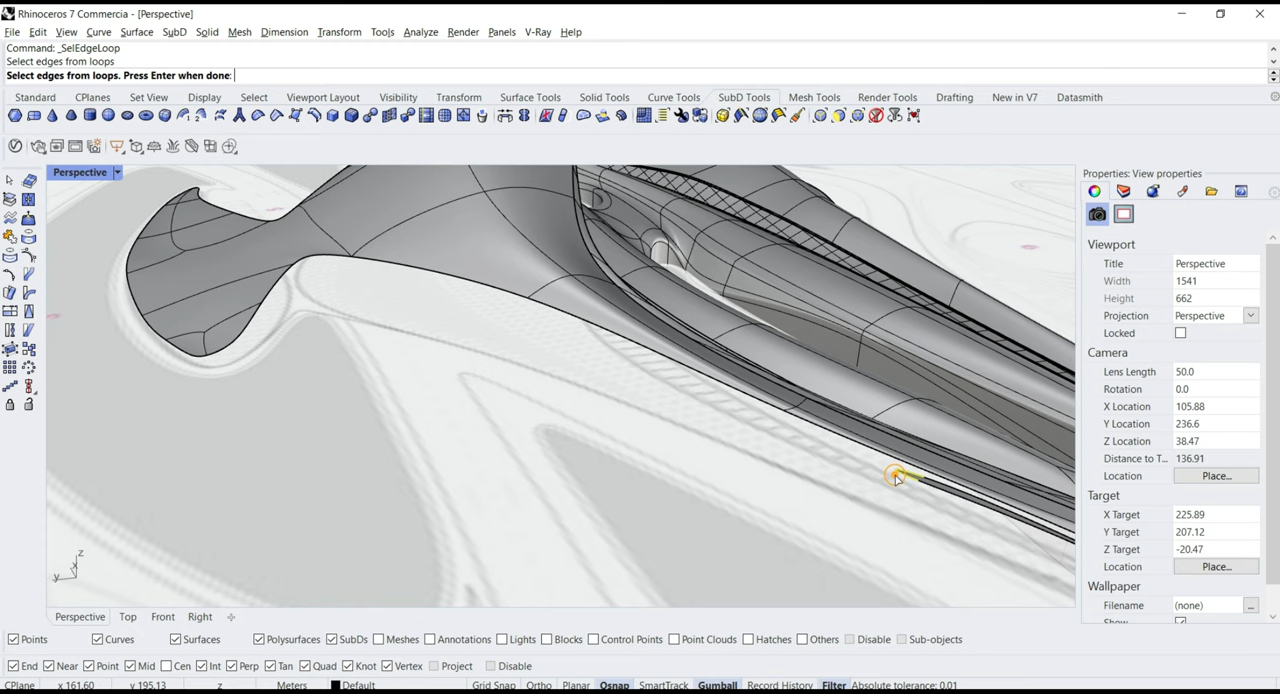 Rhinoceros 7 Commercia - [Perspective]
File Edit View Curve Surface SubD Solid Mesh Dimension Transform Tools Analyze Render Panels V-Ray Help
Command: _SelEdgeLoop
Select edges from loops
Select edges from loops. Press Enter when done:
Standard CPlanes Set View Display Select Viewport Layout Visibility Transform Surface Tools Solid Tools Curve Tools SubD Tools Mesh Tools Render Tools Drafting New in V7 Datasmith
Perspective
Properties: View properties
Viewport
Title Perspective
Width 1541
Height 662
Projection Perspective
Locked
Camera
Lens Length 50.0
Rotation 0.0
X Location 105.88
Y Location 236.6
Z Location 38.47
Distance to T... 136.91
Location Place...
Target
X Target 225.89
Y Target 207.12
Z Target -20.47
Location Place...
Wallpaper
Filename (none) ...
Show
z
x
y
Perspective Top Front Right
Points Curves Surfaces Polysurfaces SubDs Meshes Annotations Lights Blocks Control Points Point Clouds Hatches Others Disable Sub-objects
End Near Point Mid Cen Int Perp Tan Quad Knot Vertex Project Disable
CPlane x 161.60 y 195.13 z Meters Default Grid Snap Ortho Planar Osnap SmartTrack Gumball Record History Filter Absolute tolerance: 0.01